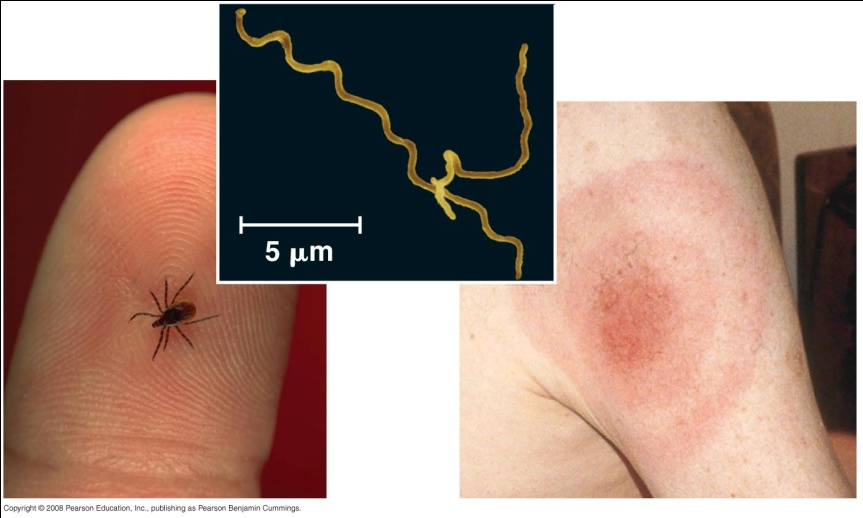 5 µm
Copyright © 2008 Pearson Education, Inc., publishing as Pearson Benjamin Cummings.